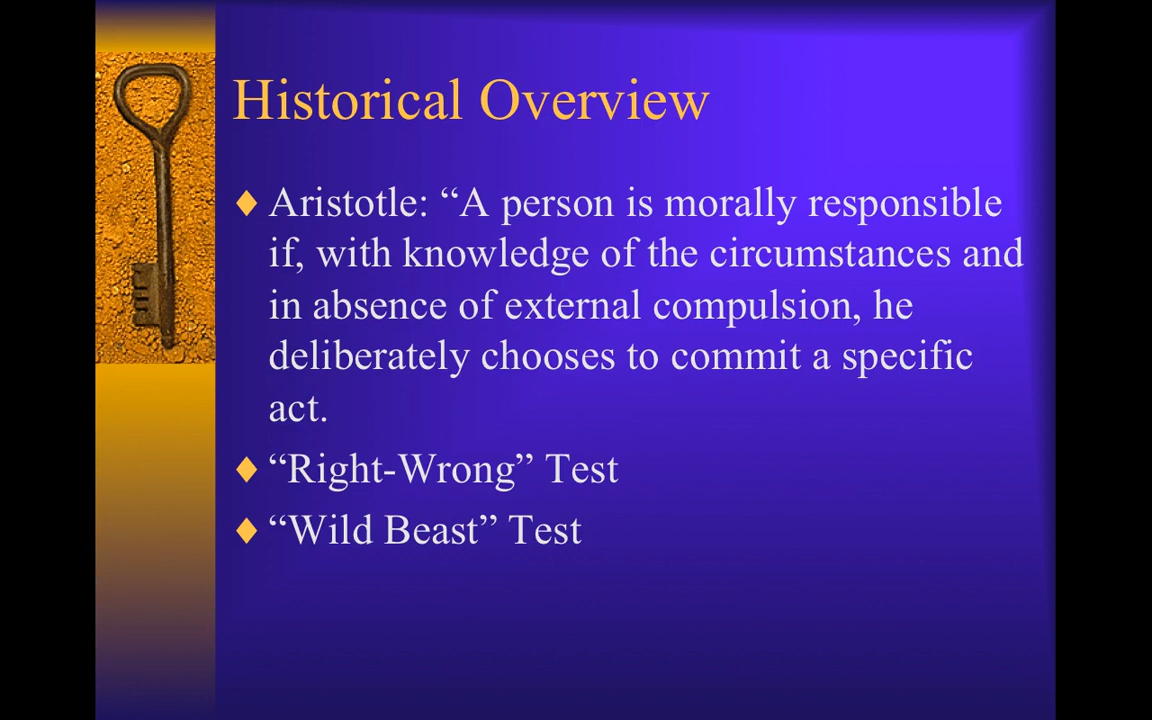 Historical Overview
Aristotle: “A person is morally responsible
if, with knowledge of the circumstances and
in absence of external compulsion, he
deliberately chooses to commit a specific
act.
“Right-Wrong” Test
“Wild Beast” Test